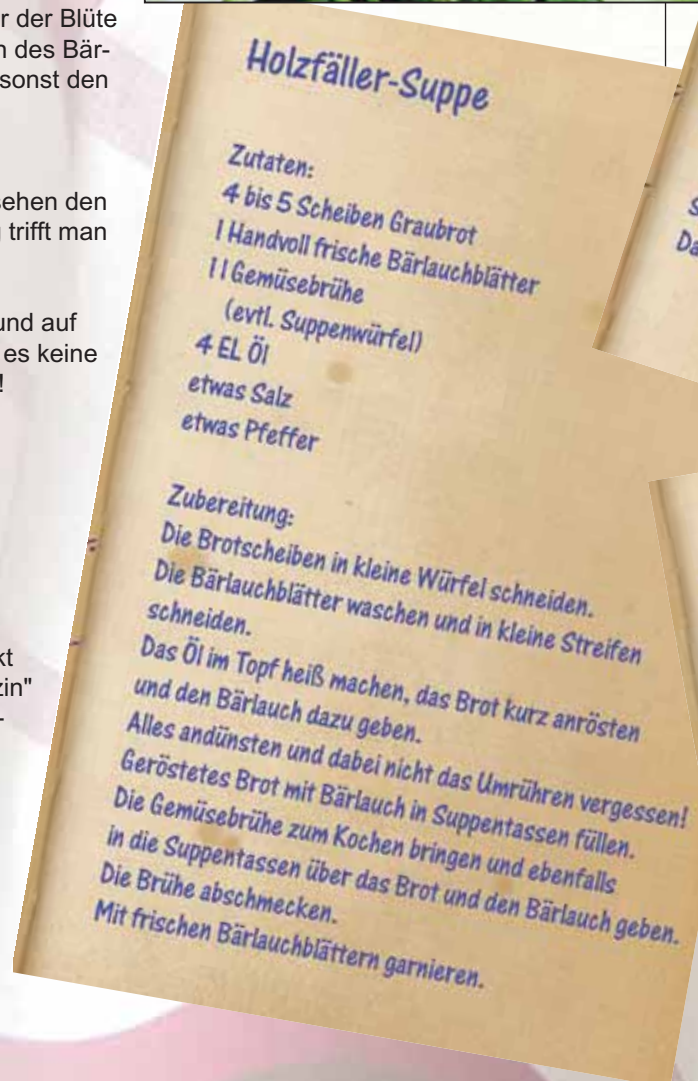 r der Blüte
n des Bär-
sonst den
ehen den
trifft man
und auf
es keine
!
kt
zin"
-
Holzfäller-Suppe
Zutaten:
4 bis 5 Scheiben Graubrot
1 Handvoll frische Bärlauchblätter
1 l Gemüsebrühe
(evtl. Suppenwürfel)
4 EL Öl
etwas Salz
etwas Pfeffer
Zubereitung:
Die Brotscheiben in kleine Würfel schneiden.
Die Bärlauchblätter waschen und in kleine Streifen
schneiden.
Das Öl im Topf heiß machen, das Brot kurz anrösten
und den Bärlauch dazu geben.
Alles andünsten und dabei nicht das Umrühren vergessen!
Geröstetes Brot mit Bärlauch in Suppentassen füllen.
Die Gemüsebrühe zum Kochen bringen und ebenfalls
in die Suppentassen über das Brot und den Bärlauch geben.
Die Brühe abschmecken.
Mit frischen Bärlauchblättern garnieren.
Da